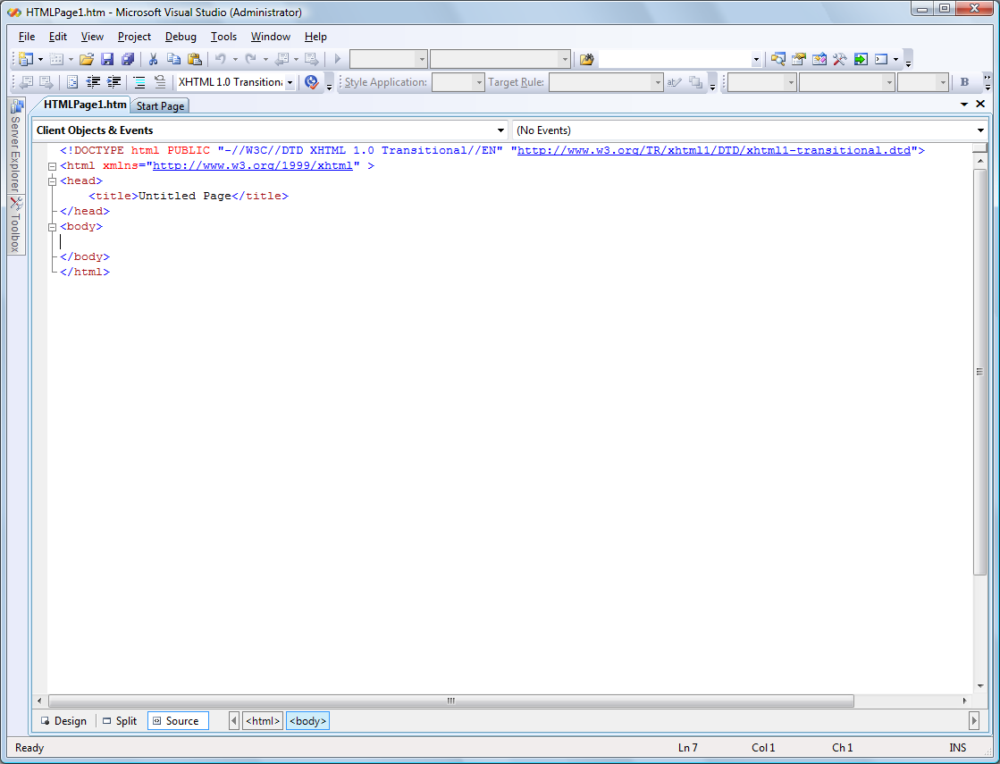 HTMLPage1.htm - Microsoft Visual Studio (Administrator)
File Edit View Project Debug Tools Window Help
XHTML 1.0 Transition Style Application: Target Rule: B
HTMLPage1.htm Start Page
Server Explorer
Toolbox
Client Objects & Events (No Events)
<!DOCTYPE html PUBLIC "-//W3C//DTD XHTML 1.0 Transitional//EN" "http://www.w3.org/TR/xhtml1/DTD/xhtml1-transitional.dtd">
<html xmlns="http://www.w3.org/1999/xhtml" >
<head>
<title>Untitled Page</title>
</head>
<body>
</body>
</html>
Design Split Source <html> <body>
Ready Ln 7 Col 1 Ch 1 INS